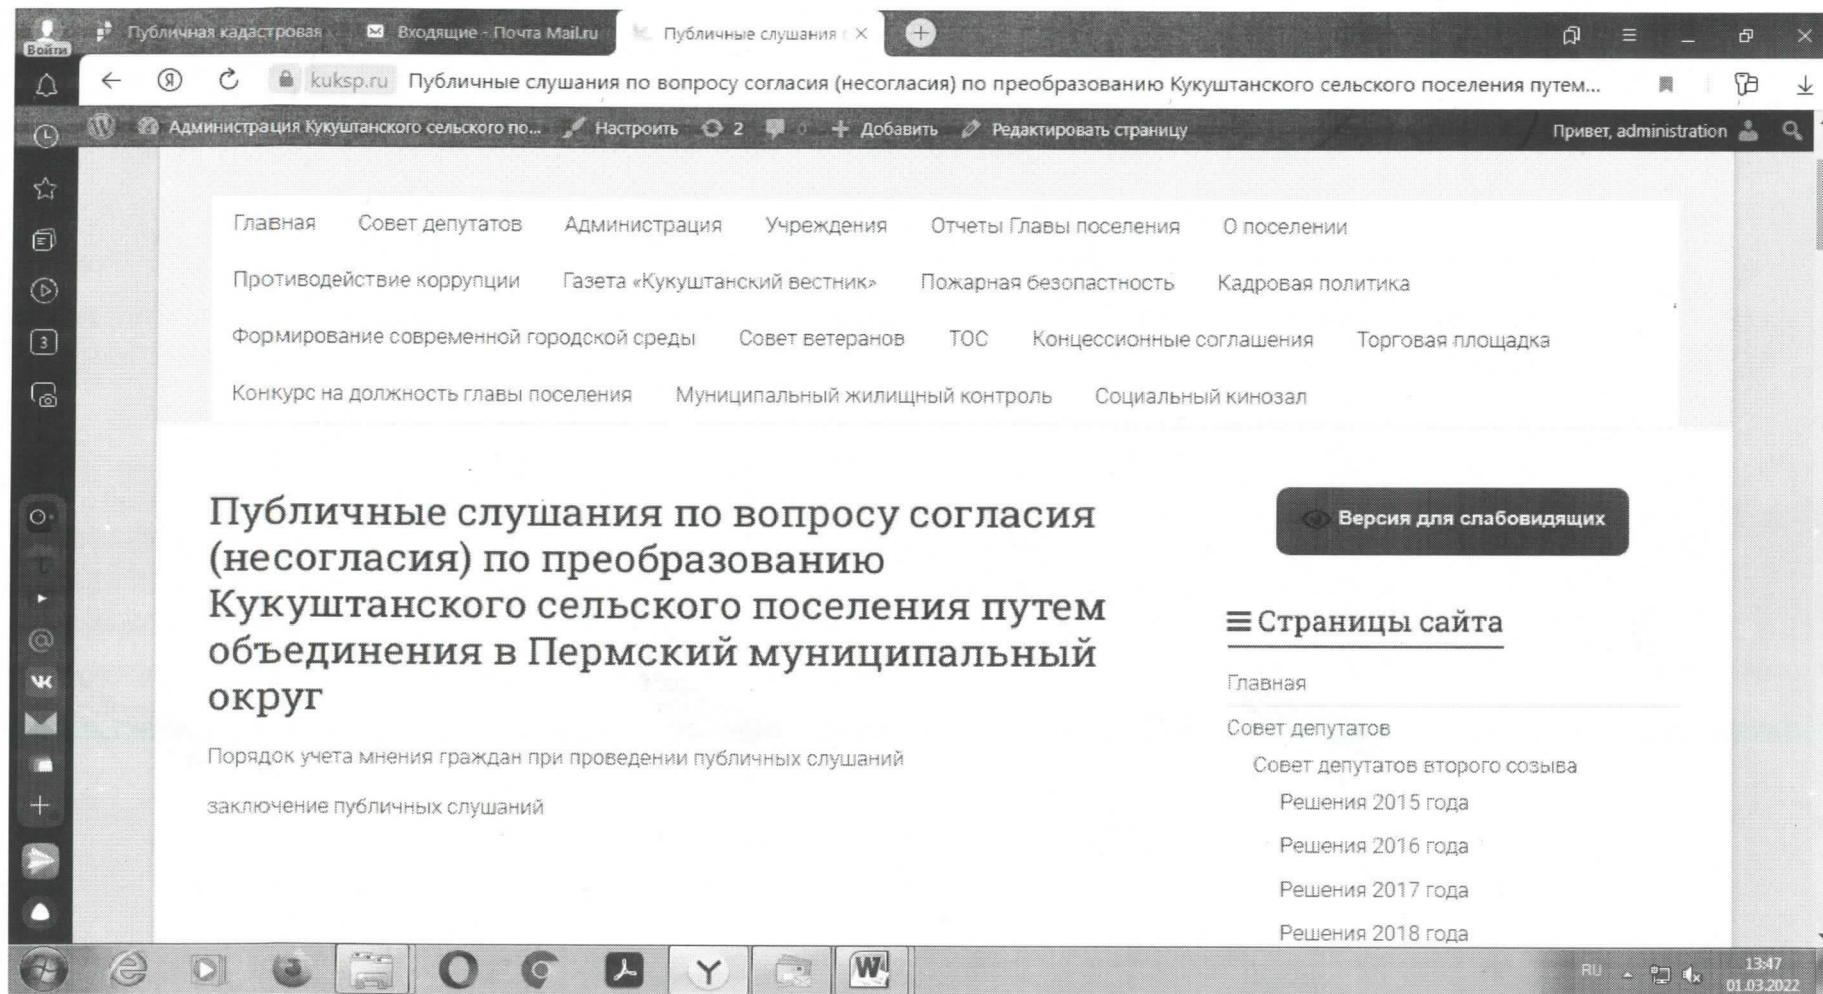 Войти
Публичная кадастровая
Входящие - Почта Mail.ru
Публичные слушания
kuksp.ru Публичные слушания по вопросу согласия (несогласия) по преобразованию Кукуштанского сельского поселения путем...
Администрация Кукуштанского сельского по... Настроить 2 0 Добавить Редактировать страницу Привет, administration
Главная Совет депутатов Администрация Учреждения Отчеты Главы поселения О поселении
Противодействие коррупции Газета «Кукуштанский вестник» Пожарная безопастность Кадровая политика
Формирование современной городской среды Совет ветеранов ТОС Концессионные соглашения Торговая площадка
Конкурс на должность главы поселения Муниципальный жилищный контроль Социальный кинозал
3
Публичные слушания по вопросу согласия
(несогласия) по преобразованию
Кукуштанского сельского поселения путем
объединения в Пермский муниципальный
округ
Порядок учета мнения граждан при проведении публичных слушаний
заключение публичных слушаний
Версия для слабовидящих
Страницы сайта
Главная
Совет депутатов
Совет депутатов второго созыва
Решения 2015 года
Решения 2016 года
Решения 2017 года
Решения 2018 года
RU
13:47
01.03.2022